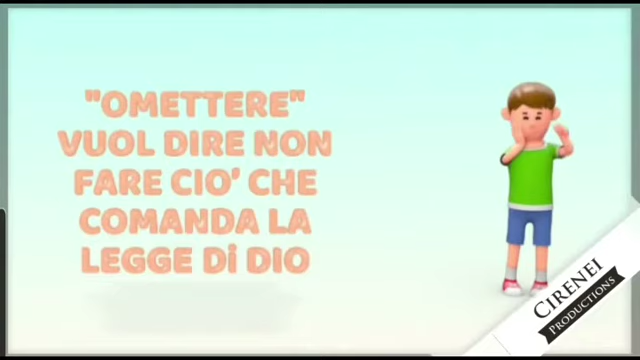 "OMETTERE"
VUOL DIRE NON
FARE CIO' CHE
COMANDA LA
LEGGE Di DIO
CIRENEI
PRODUCTIONS